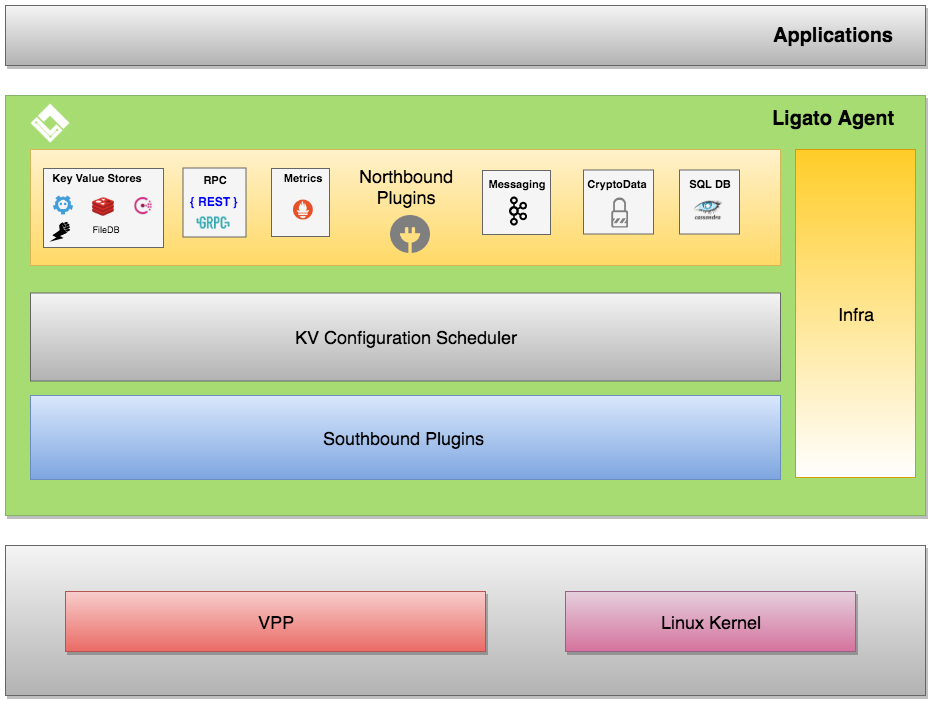 Applications
Ligato Agent
Key Value Stores
FileDB
RPC
{ REST }
GRPC
Metrics
Northbound
Plugins
Messaging
CryptoData
SQL DB
cassandra
Infra
KV Configuration Scheduler
Southbound Plugins
VPP
Linux Kernel